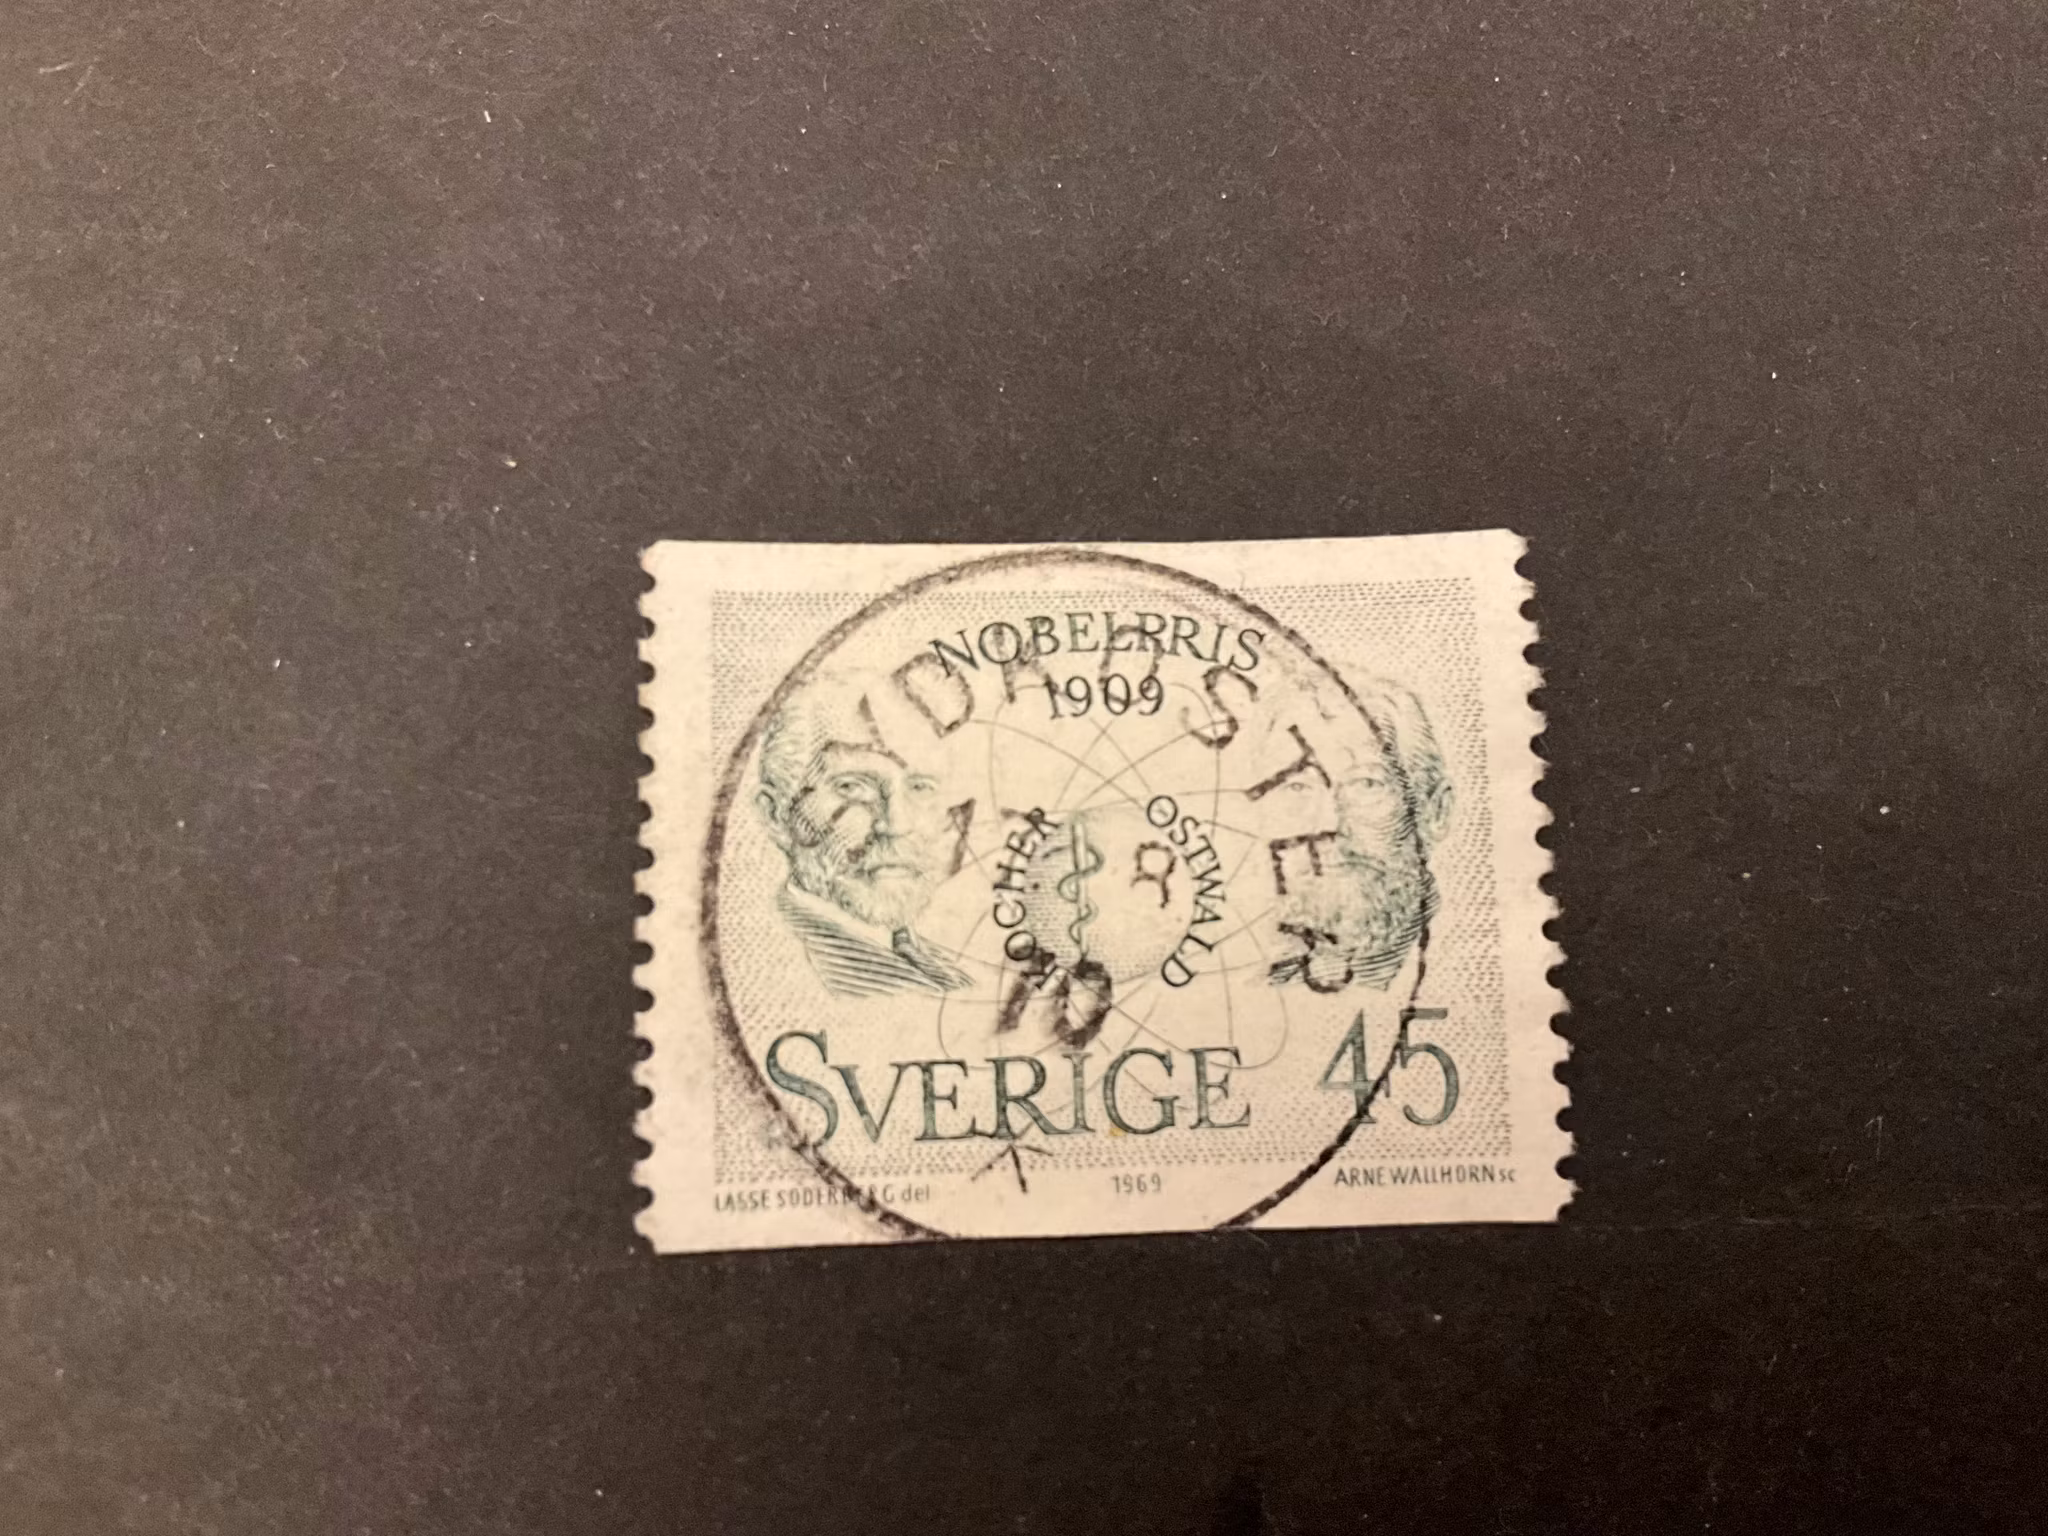 NOBELPRIS
1909
KOCHER
OSTWALD
SVERIGE 45
LASSE SÖDERBERG del
1969
ARNE WALLHORN sc